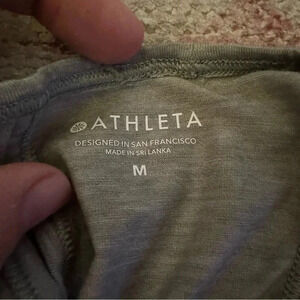 ATHLETA
DESIGNED IN SAN FRANCISCO
MADE IN SRI LANKA
M